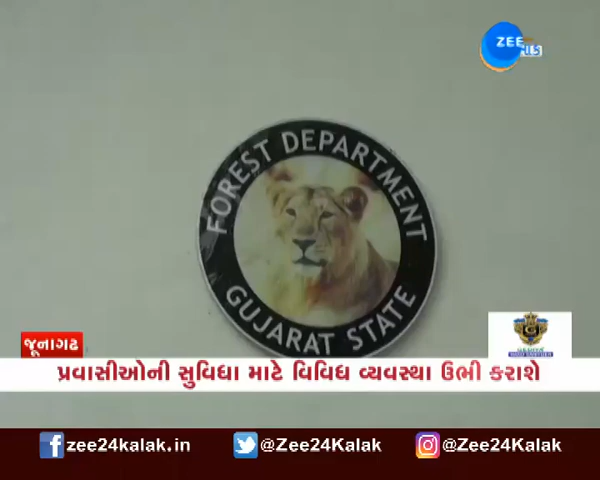 ZEE
FOREST DEPARTMENT
GUJARAT STATE
જૂનાગઢ
પ્રવાસીઓની સુવિધા માટે વિવિધ વ્યવસ્થા ઉભી કરાશે
zee24kalak.in
@Zee24Kalak
@Zee24Kalak